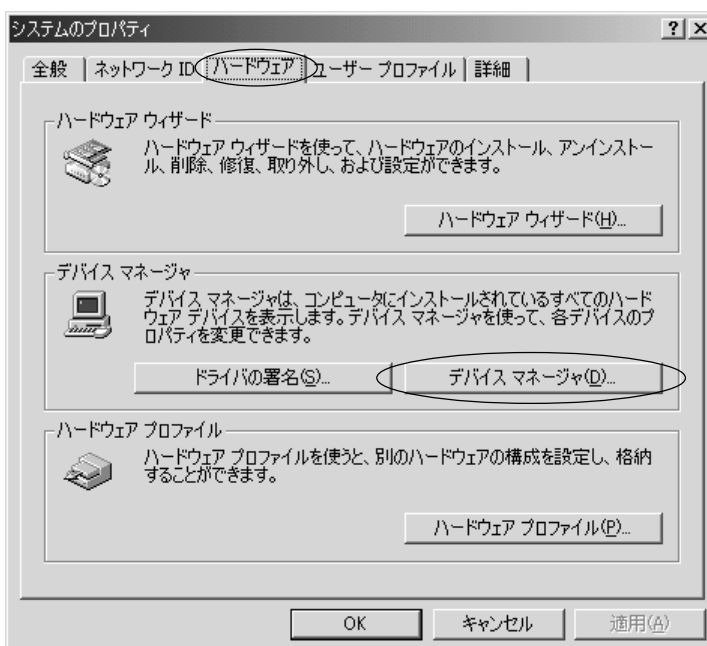 システムのプロパティ
? ×
全般 ネットワーク ID ハードウェア ユーザー プロファイル 詳細
ハードウェア ウィザード
ハードウェア ウィザードを使って、ハードウェアのインストール、アンインストー
ル、削除、修復、取り外し、および設定ができます。
ハードウェア ウィザード(H)...
デバイス マネージャ
デバイス マネージャは、コンピュータにインストールされているすべてのハード
ウェア デバイスを表示します。デバイス マネージャを使って、各デバイスのプ
ロパティを変更できます。
ドライバの署名(S)...
デバイス マネージャ(D)...
ハードウェア プロファイル
ハードウェア プロファイルを使うと、別のハードウェアの構成を設定し、格納
することができます。
ハードウェア プロファイル(P)...
OK
キャンセル
適用(A)